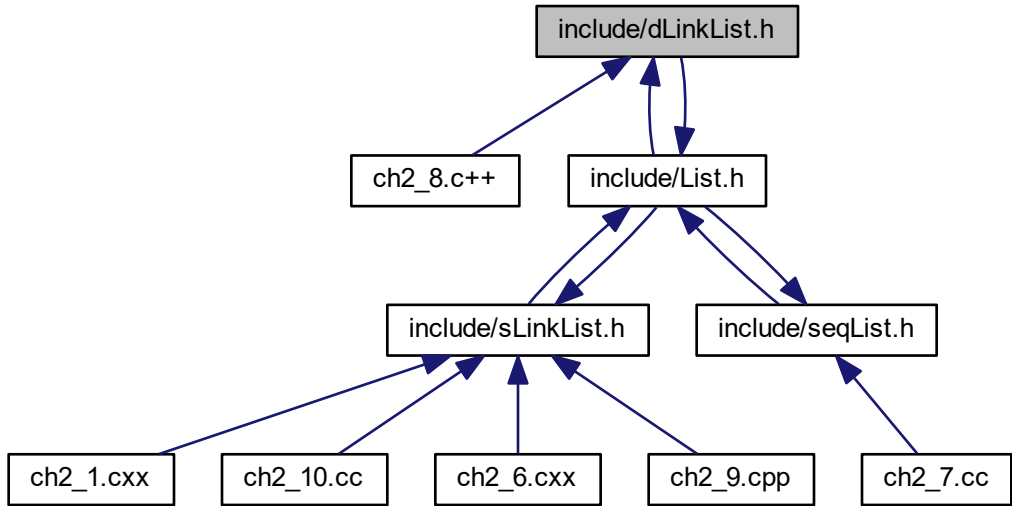 include/dLinkList.h
ch2_8.c++
include/List.h
include/sLinkList.h
include/seqList.h
ch2_1.cxx
ch2_10.cc
ch2_6.cxx
ch2_9.cpp
ch2_7.cc